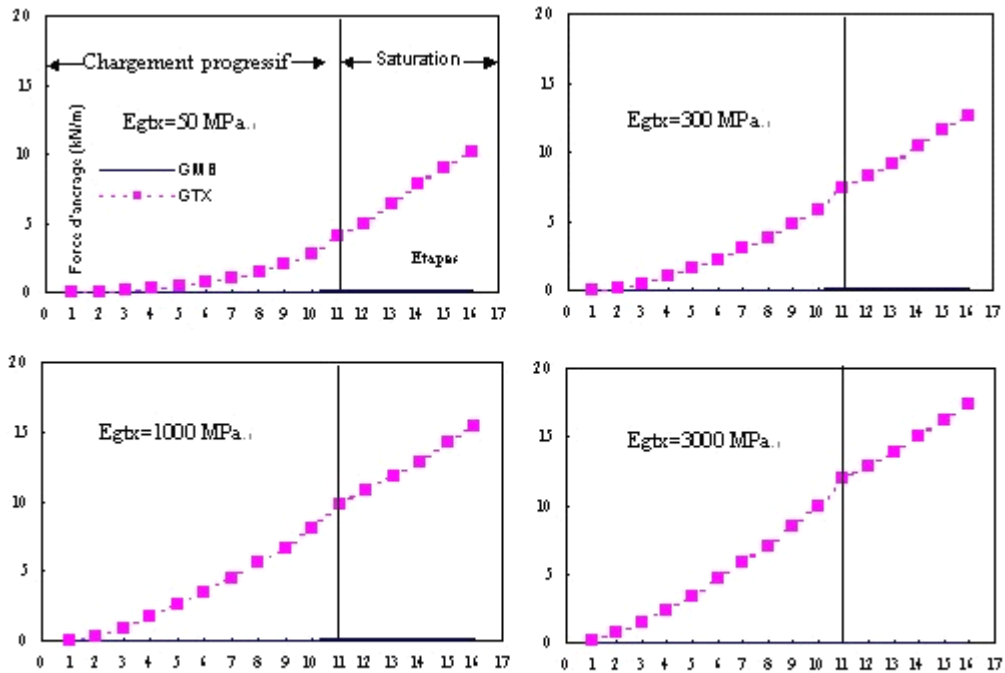 20
Chargement progressif
Saturation
15
Force d'ancrage (kN/m)
Egtx=50 MPa
10
GMB
GTX
5
Etapes
0
0 1 2 3 4 5 6 7 8 9 10 11 12 13 14 15 16 17
20
15
Egtx=300 MPa
10
5
0
0 1 2 3 4 5 6 7 8 9 10 11 12 13 14 15 16 17
20
15
Egtx=1000 MPa
10
5
0
0 1 2 3 4 5 6 7 8 9 10 11 12 13 14 15 16 17
20
15
Egtx=3000 MPa
10
5
0
0 1 2 3 4 5 6 7 8 9 10 11 12 13 14 15 16 17